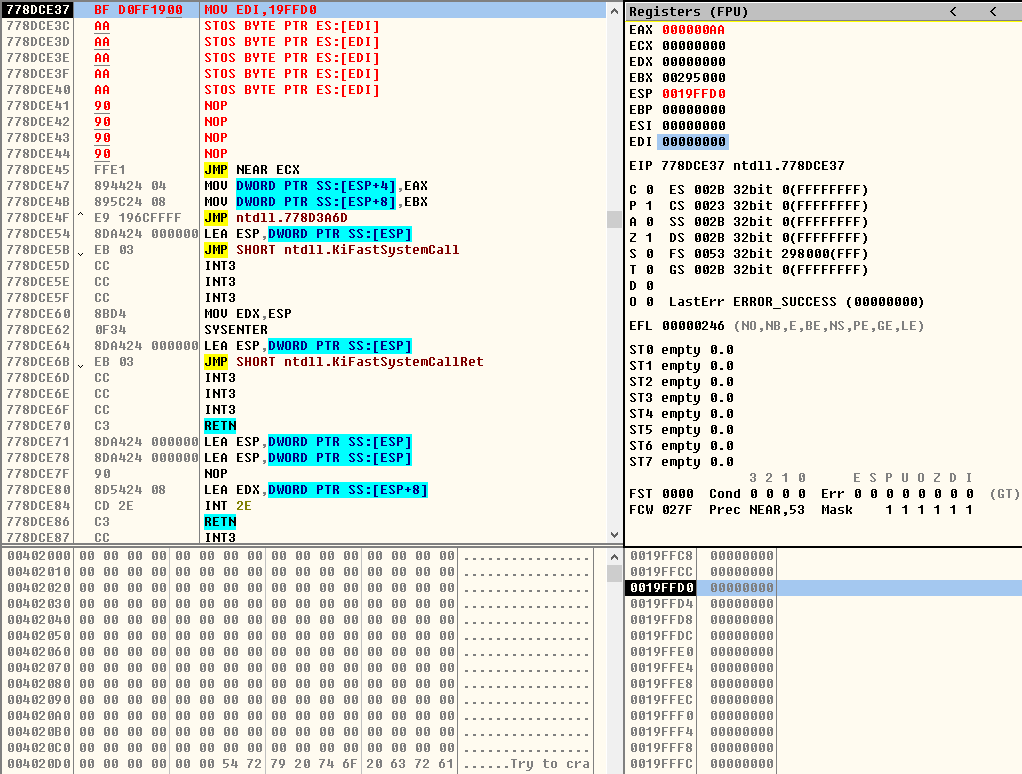 778DCE37 BF D0FF1900 MOV EDI,19FFD0
778DCE3C AA STOS BYTE PTR ES:[EDI]
778DCE3D AA STOS BYTE PTR ES:[EDI]
778DCE3E AA STOS BYTE PTR ES:[EDI]
778DCE3F AA STOS BYTE PTR ES:[EDI]
778DCE40 AA STOS BYTE PTR ES:[EDI]
778DCE41 90 NOP
778DCE42 90 NOP
778DCE43 90 NOP
778DCE44 90 NOP
778DCE45 FFE1 JMP NEAR ECX
778DCE47 894424 04 MOV DWORD PTR SS:[ESP+4],EAX
778DCE4B 895C24 08 MOV DWORD PTR SS:[ESP+8],EBX
778DCE4F ^ E9 196CFFFF JMP ntdll.778D3A6D
778DCE54 8DA424 000000 LEA ESP,DWORD PTR SS:[ESP]
778DCE5B ⌄ EB 03 JMP SHORT ntdll.KiFastSystemCall
778DCE5D CC INT3
778DCE5E CC INT3
778DCE5F CC INT3
778DCE60 8BD4 MOV EDX,ESP
778DCE62 0F34 SYSENTER
778DCE64 8DA424 000000 LEA ESP,DWORD PTR SS:[ESP]
778DCE6B ⌄ EB 03 JMP SHORT ntdll.KiFastSystemCallRet
778DCE6D CC INT3
778DCE6E CC INT3
778DCE6F CC INT3
778DCE70 C3 RETN
778DCE71 8DA424 000000 LEA ESP,DWORD PTR SS:[ESP]
778DCE78 8DA424 000000 LEA ESP,DWORD PTR SS:[ESP]
778DCE7F 90 NOP
778DCE80 8D5424 08 LEA EDX,DWORD PTR SS:[ESP+8]
778DCE84 CD 2E INT 2E
778DCE86 C3 RETN
778DCE87 CC INT3
Registers (FPU) < <
EAX 000000AA
ECX 00000000
EDX 00000000
EBX 00295000
ESP 0019FFD0
EBP 00000000
ESI 00000000
EDI 00000000
EIP 778DCE37 ntdll.778DCE37
C 0 ES 002B 32bit 0(FFFFFFFF)
P 1 CS 0023 32bit 0(FFFFFFFF)
A 0 SS 002B 32bit 0(FFFFFFFF)
Z 1 DS 002B 32bit 0(FFFFFFFF)
S 0 FS 0053 32bit 298000(FFF)
T 0 GS 002B 32bit 0(FFFFFFFF)
D 0
O 0 LastErr ERROR_SUCCESS (00000000)
EFL 00000246 (NO,NB,E,BE,NS,PE,GE,LE)
ST0 empty 0.0
ST1 empty 0.0
ST2 empty 0.0
ST3 empty 0.0
ST4 empty 0.0
ST5 empty 0.0
ST6 empty 0.0
ST7 empty 0.0
3 2 1 0 E S P U O Z D I
FST 0000 Cond 0 0 0 0 Err 0 0 0 0 0 0 0 0 (GT)
FCW 027F Prec NEAR,53 Mask 1 1 1 1 1 1
00402000 00 00 00 00 00 00 00 00 00 00 00 00 00 00 00 00 ................
00402010 00 00 00 00 00 00 00 00 00 00 00 00 00 00 00 00 ................
00402020 00 00 00 00 00 00 00 00 00 00 00 00 00 00 00 00 ................
00402030 00 00 00 00 00 00 00 00 00 00 00 00 00 00 00 00 ................
00402040 00 00 00 00 00 00 00 00 00 00 00 00 00 00 00 00 ................
00402050 00 00 00 00 00 00 00 00 00 00 00 00 00 00 00 00 ................
00402060 00 00 00 00 00 00 00 00 00 00 00 00 00 00 00 00 ................
00402070 00 00 00 00 00 00 00 00 00 00 00 00 00 00 00 00 ................
00402080 00 00 00 00 00 00 00 00 00 00 00 00 00 00 00 00 ................
00402090 00 00 00 00 00 00 00 00 00 00 00 00 00 00 00 00 ................
004020A0 00 00 00 00 00 00 00 00 00 00 00 00 00 00 00 00 ................
004020B0 00 00 00 00 00 00 00 00 00 00 00 00 00 00 00 00 ................
004020C0 00 00 00 00 00 00 00 00 00 00 00 00 00 00 00 00 ................
004020D0 00 00 00 00 00 00 54 72 79 20 74 6F 20 63 72 61 ......Try to cra
0019FFC8 00000000
0019FFCC 00000000
0019FFD0 00000000
0019FFD4 00000000
0019FFD8 00000000
0019FFDC 00000000
0019FFE0 00000000
0019FFE4 00000000
0019FFE8 00000000
0019FFEC 00000000
0019FFF0 00000000
0019FFF4 00000000
0019FFF8 00000000
0019FFFC 00000000